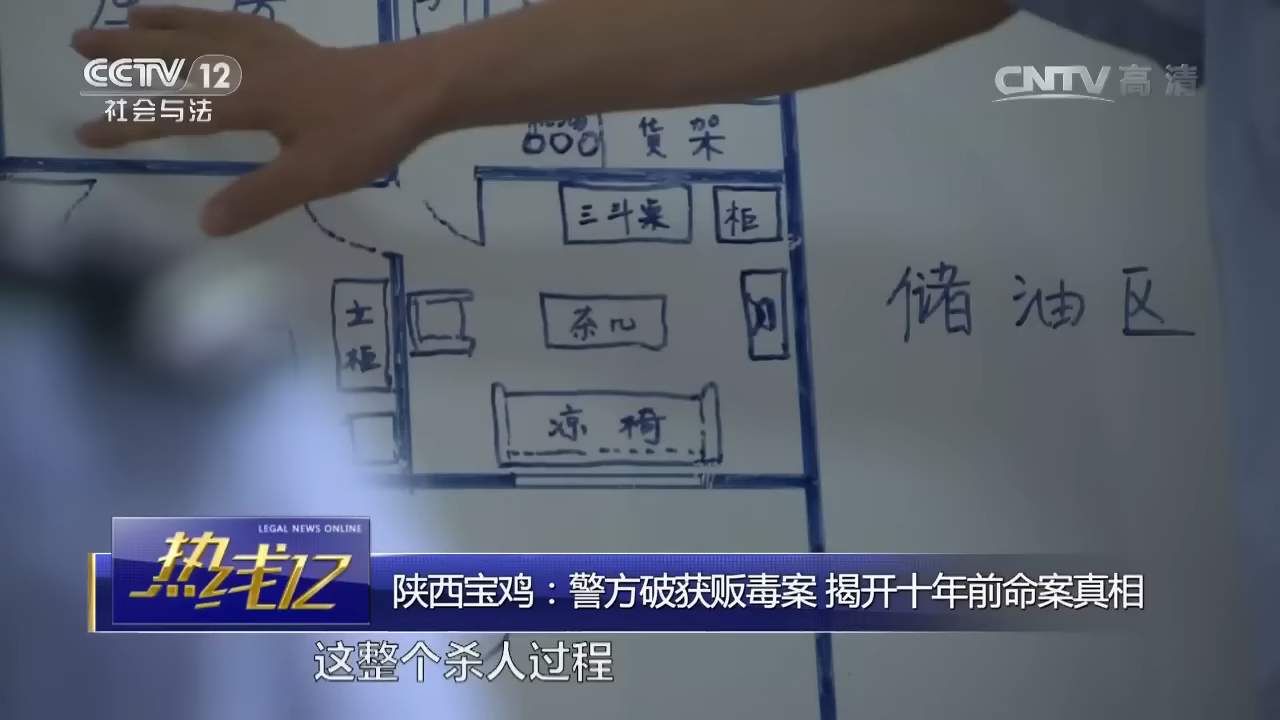 CCTV 12
社会与法
CNTV 高清
货架
三斗桌
柜
储油区
土柜
茶几
凉椅
LEGAL NEWS ONLINE
热线12
陕西宝鸡：警方破获贩毒案 揭开十年前命案真相
这整个杀人过程